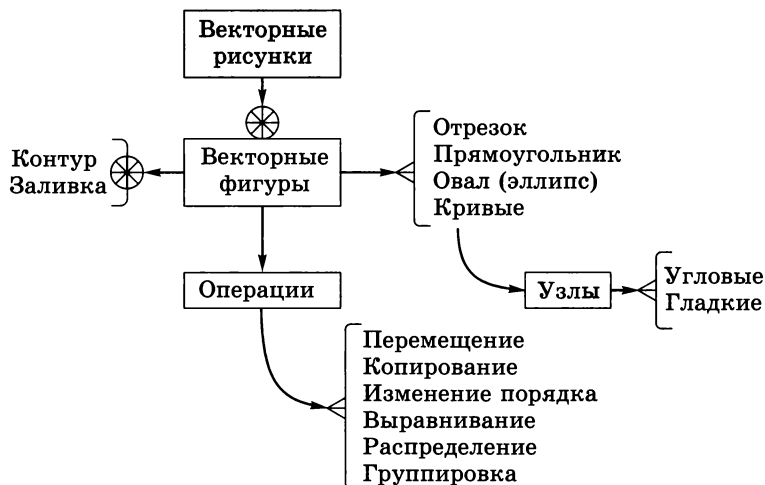 Векторные
рисунки
Контур
Заливка
Векторные
фигуры
Отрезок
Прямоугольник
Овал (эллипс)
Кривые
Узлы
Угловые
Гладкие
Операции
Перемещение
Копирование
Изменение порядка
Выравнивание
Распределение
Группировка